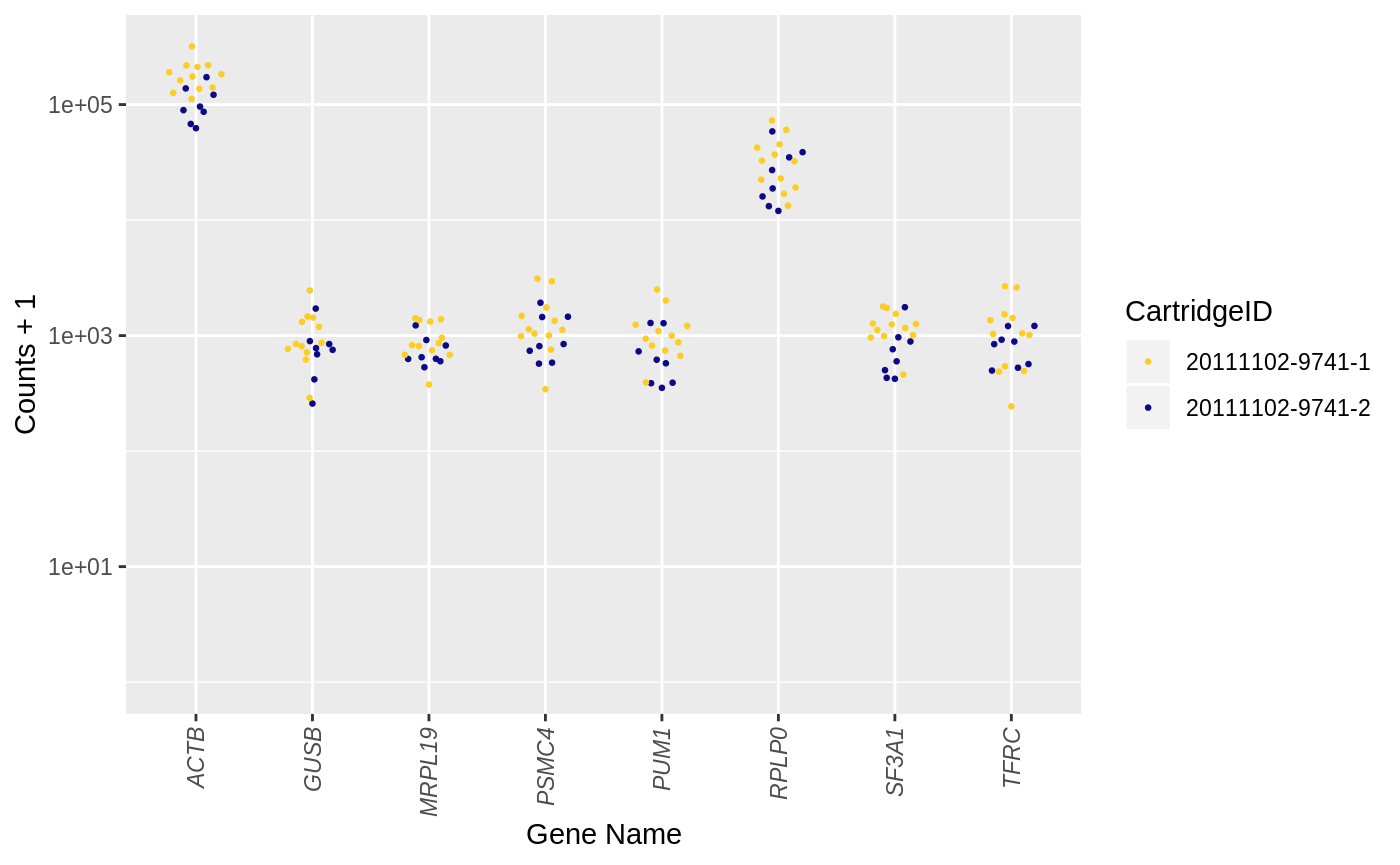 1e+05
1e+03
1e+01
Counts + 1
ACTB
GUSB
MRPL19
PSMC4
PUM1
RPLP0
SF3A1
TFRC
Gene Name
CartridgeID
20111102-9741-1
20111102-9741-2